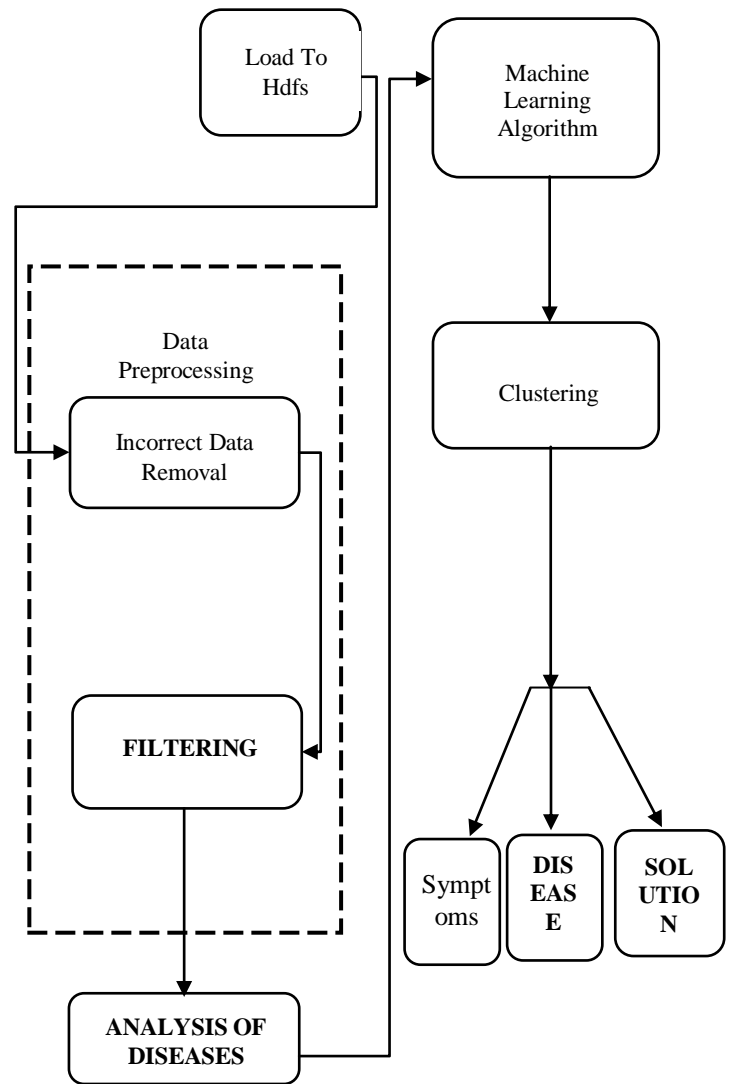 Load To
Hdfs
Machine
Learning
Algorithm
Data
Preprocessing
Incorrect Data
Removal
Clustering
FILTERING
Sympt
oms
DIS
EAS
E
SOL
UTIO
N
ANALYSIS OF
DISEASES